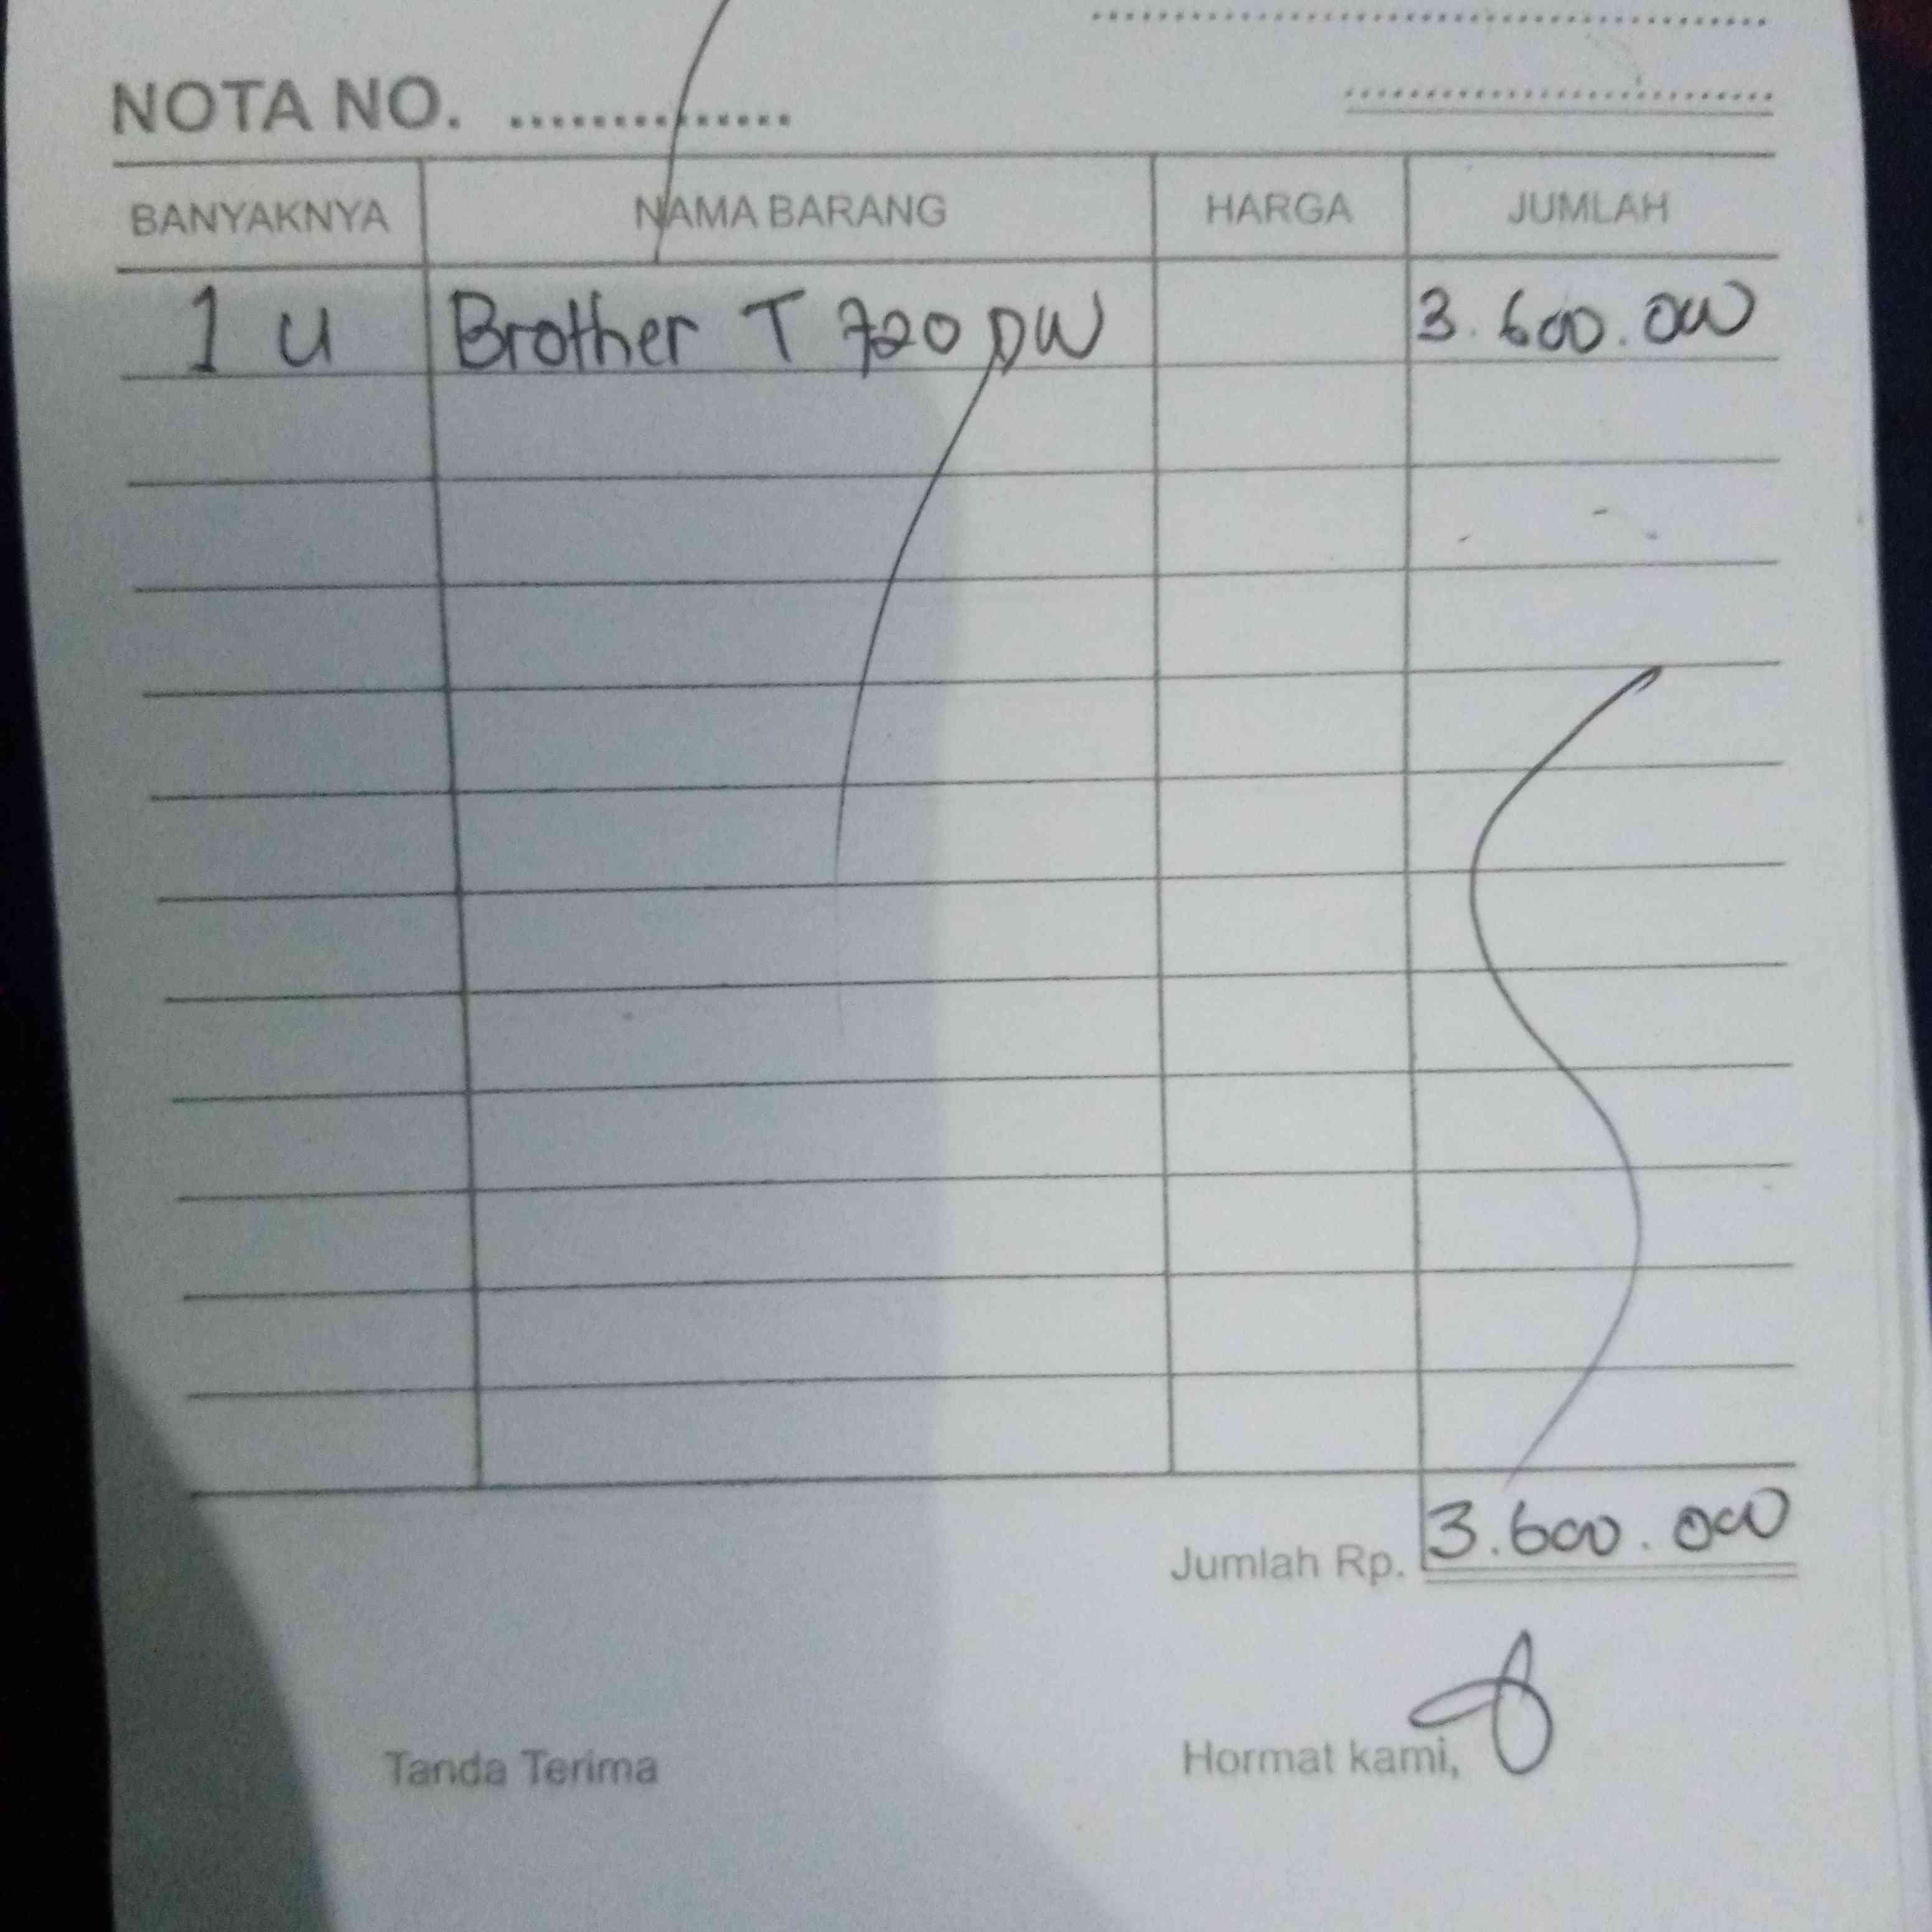 NOTA NO. ..............
BANYAKNYA NAMA BARANG HARGA JUMLAH
1 u Brother T 720 DW 3.600.000
Jumlah Rp. 3.600.000
Tanda Terima Hormat kami,